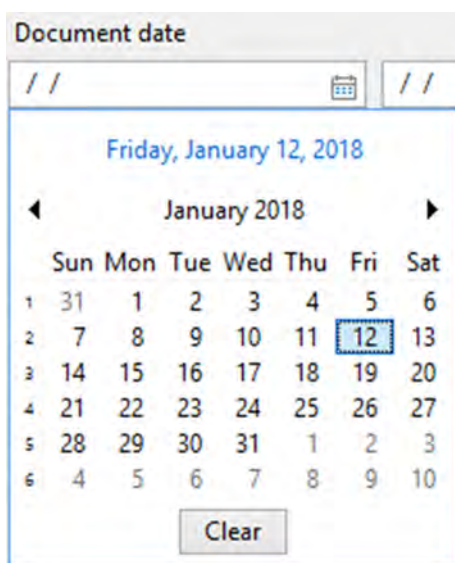 Document date
/ / / /
Friday, January 12, 2018
January 2018
Sun Mon Tue Wed Thu Fri Sat
1 31 1 2 3 4 5 6
2 7 8 9 10 11 12 13
3 14 15 16 17 18 19 20
4 21 22 23 24 25 26 27
5 28 29 30 31 1 2 3
6 4 5 6 7 8 9 10
Clear